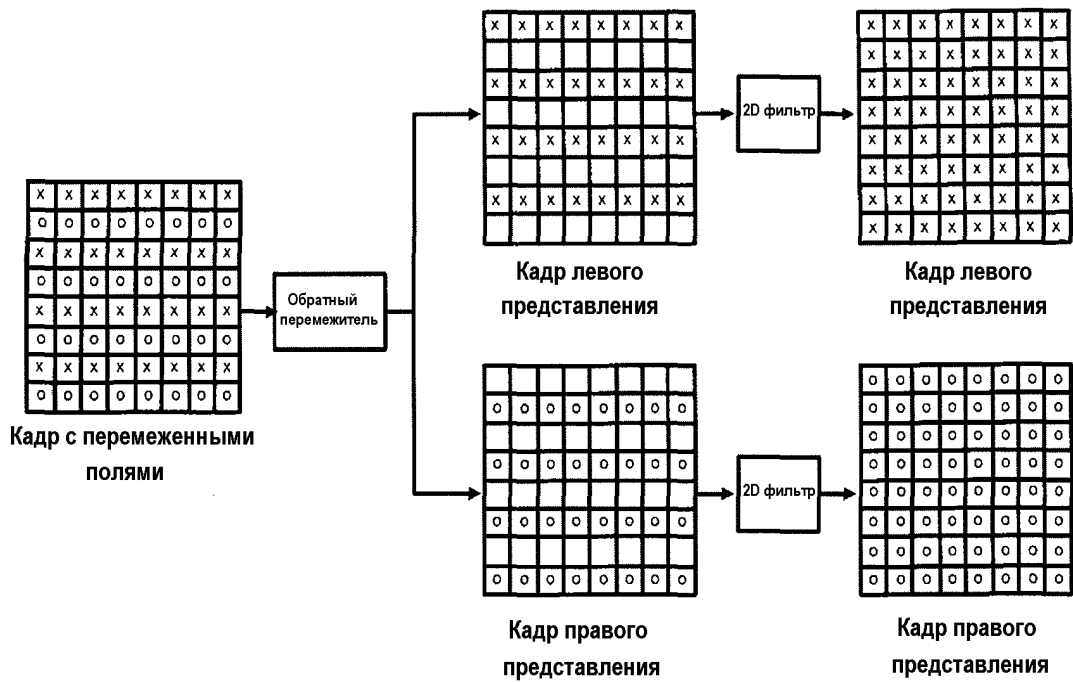 x x x x x x x x
o o o o o o o o
x x x x x x x x
o o o o o o o o
x x x x x x x x
o o o o o o o o
x x x x x x x x
o o o o o o o o
Кадр с перемеженными
полями
Обратный
перемежитель
x x x x x x x x
x x x x x x x x
x x x x x x x x
x x x x x x x x
Кадр левого
представления
2D фильтр
x x x x x x x x
x x x x x x x x
x x x x x x x x
x x x x x x x x
x x x x x x x x
x x x x x x x x
x x x x x x x x
x x x x x x x x
Кадр левого
представления
o o o o o o o o
o o o o o o o o
o o o o o o o o
o o o o o o o o
Кадр правого
представления
2D фильтр
o o o o o o o o
o o o o o o o o
o o o o o o o o
o o o o o o o o
o o o o o o o o
o o o o o o o o
o o o o o o o o
o o o o o o o o
Кадр правого
представления